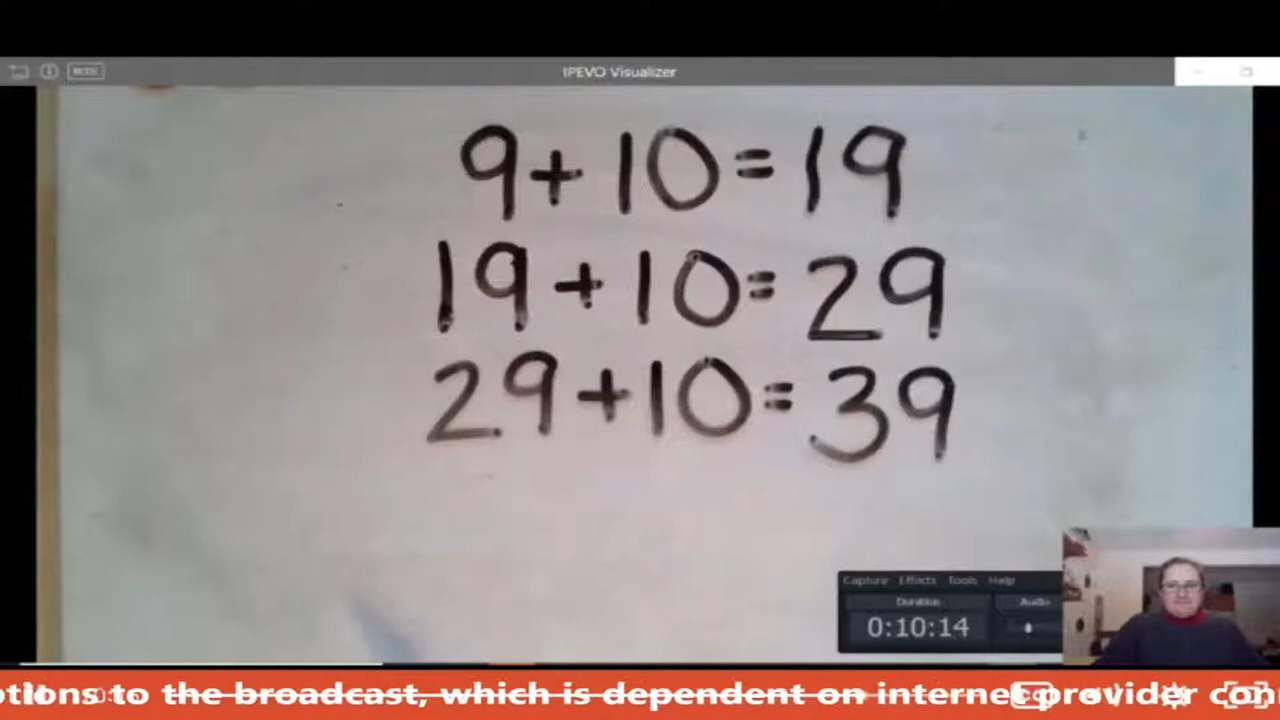 IPEVO Visualizer
9+10=19
19+10=29
29+10=39
Capture Effects Tools Help
Duration Audio
0:10:14
to the broadcast, which is dependent on internet provider